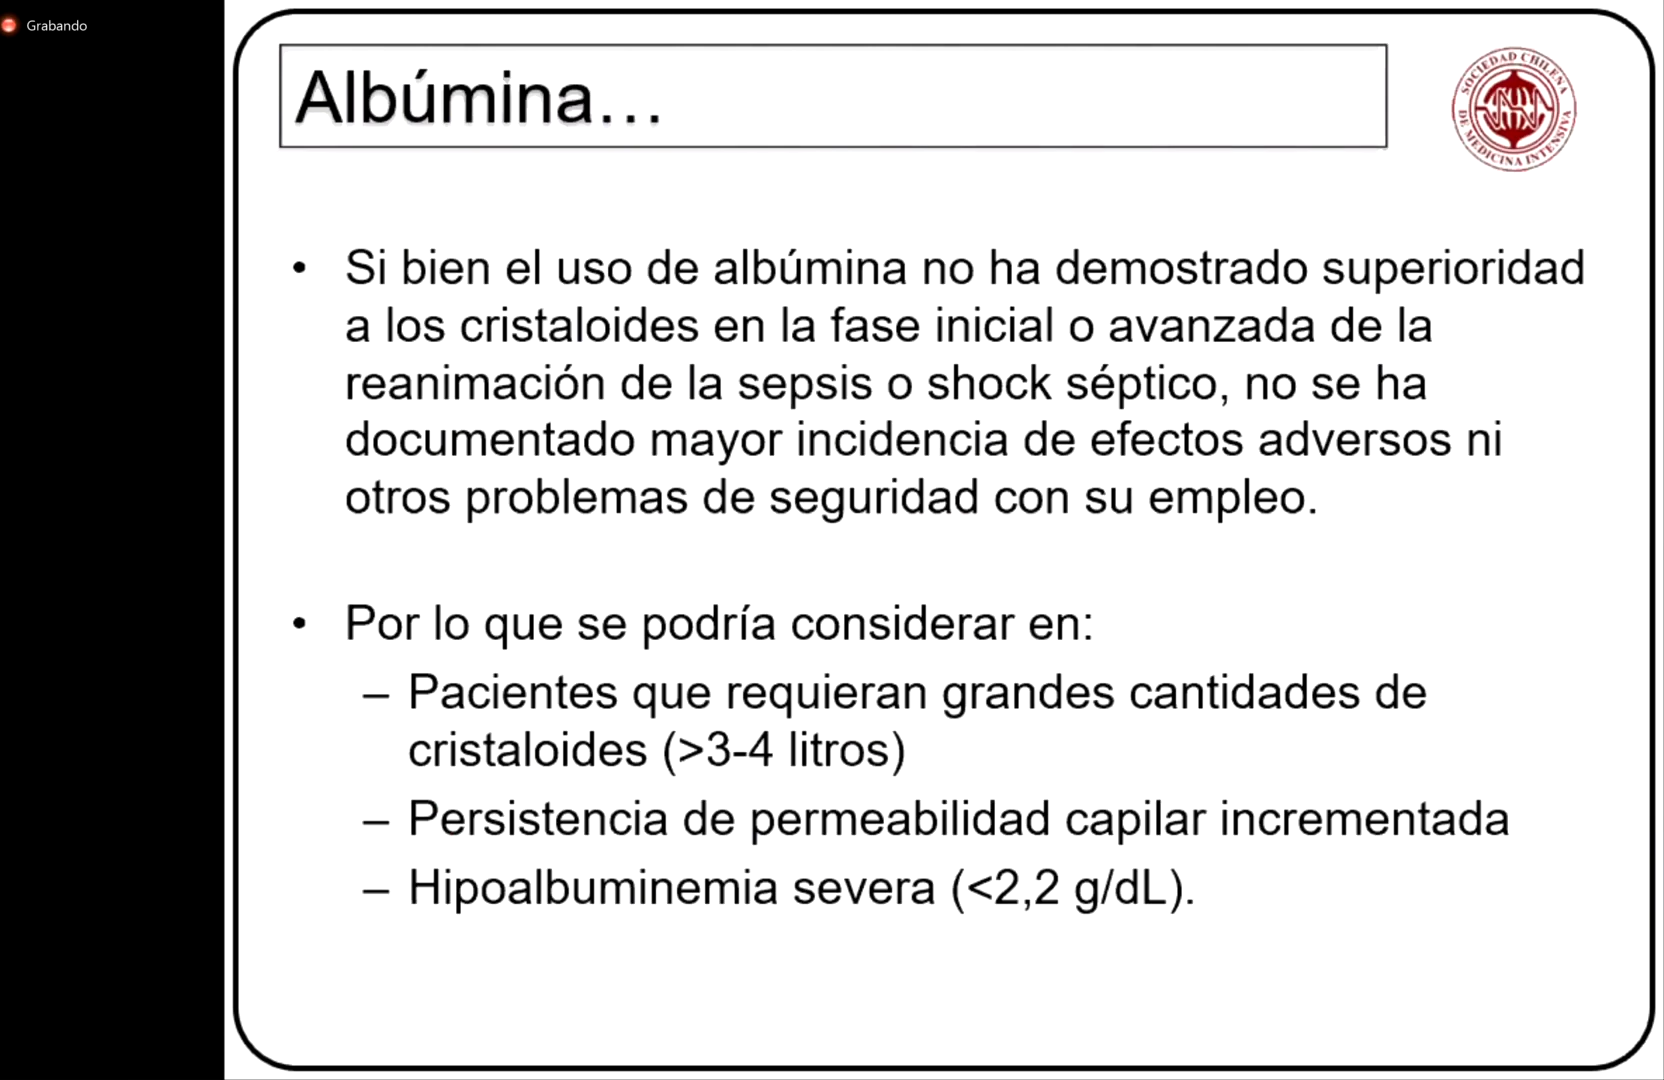 Grabando
Albúmina...
SOCIEDAD CHILENA
DE MEDICINA INTENSIVA
• Si bien el uso de albúmina no ha demostrado superioridad
a los cristaloides en la fase inicial o avanzada de la
reanimación de la sepsis o shock séptico, no se ha
documentado mayor incidencia de efectos adversos ni
otros problemas de seguridad con su empleo.
• Por lo que se podría considerar en:
– Pacientes que requieran grandes cantidades de
cristaloides (>3-4 litros)
– Persistencia de permeabilidad capilar incrementada
– Hipoalbuminemia severa (<2,2 g/dL).